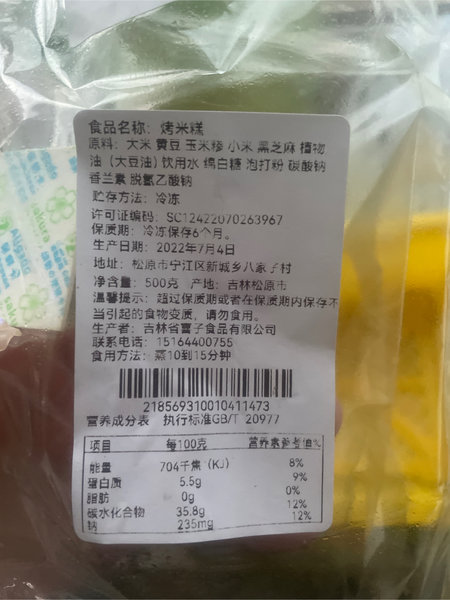 食品名称: 烤米糕
原料: 大米 黄豆 玉米糁 小米 黑芝麻 植物
油 (大豆油) 饮用水 绵白糖 泡打粉 碳酸钠
香兰素 脱氢乙酸钠
贮存方法: 冷冻
许可证编码: SC12422070263967
保质期: 冷冻保存6个月。
生产日期: 2022年7月4日
地址: 松原市宁江区新城乡八家子村
净含量: 500克 产地: 吉林松原市
温馨提示: 超过保质期或者在保质期内保存不
当引起的食物变质, 请勿食用。
生产者: 吉林省喜子食品有限公司
联系电话: 15164400755
食用方法: 蒸10到15分钟
218569310010411473
营养成分表 执行标准GB/T 20977
项目 每100克 营养素参考值%
能量 704千焦 (KJ) 8%
蛋白质 5.5g 9%
脂肪 0g 0%
碳水化合物 35.8g 12%
钠 235mg 12%